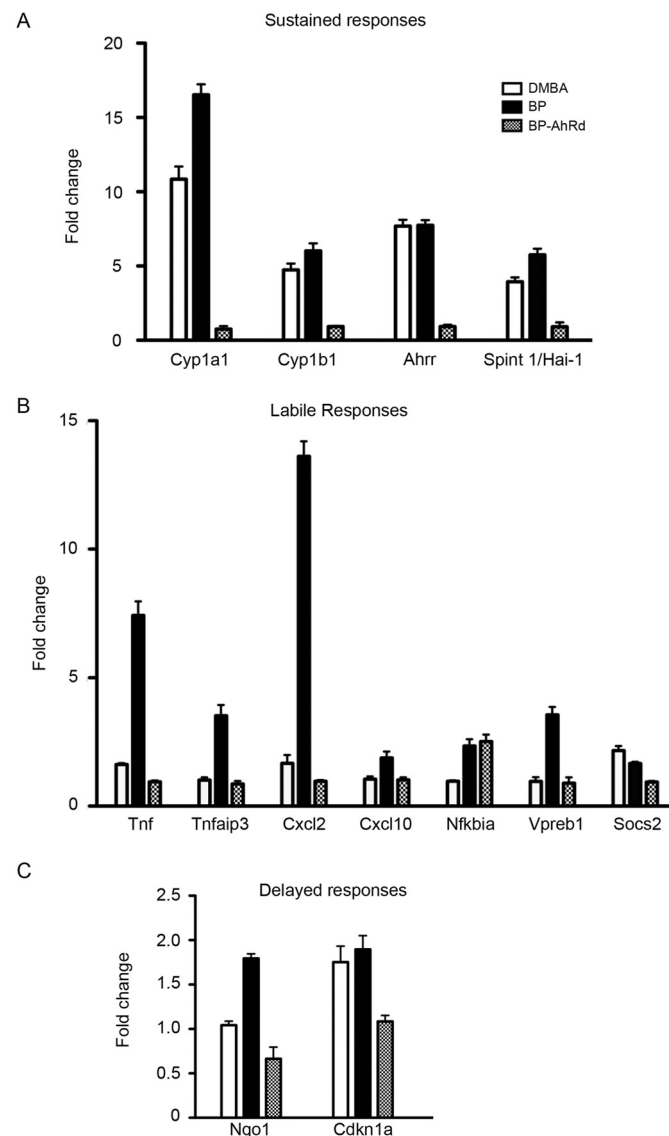 A
Sustained responses
20
15
10
5
0
Fold change
DMBA
BP
BP-AhRd
Cyp1a1 Cyp1b1 Ahrr Spint 1/Hai-1
B
Labile Responses
15
10
5
0
Fold change
Tnf Tnfaip3 Cxcl2 Cxcl10 Nfkbia Vpreb1 Socs2
C
Delayed responses
2.5
2.0
1.5
1.0
0.5
0
Fold change
Nqo1 Cdkn1a